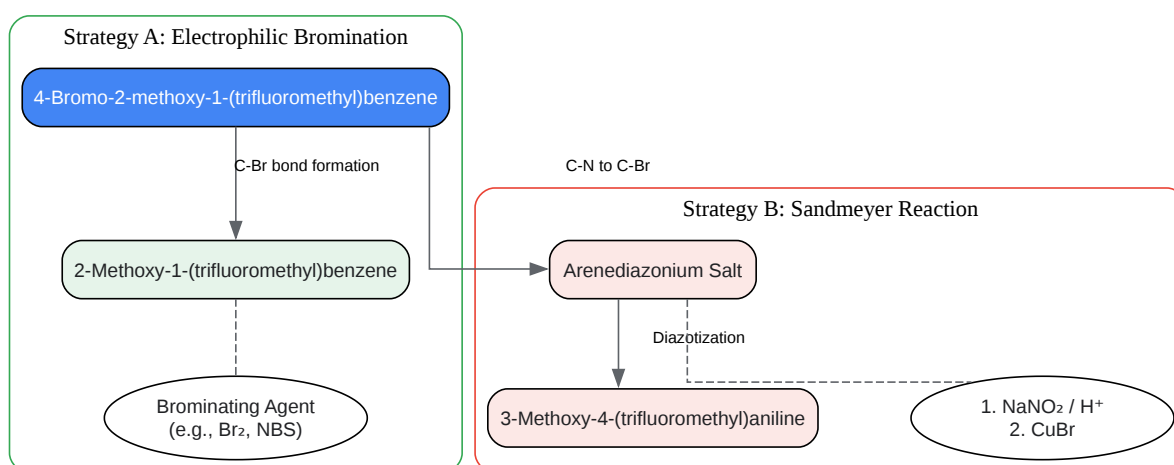 Strategy A: Electrophilic Bromination
4-Bromo-2-methoxy-1-(trifluoromethyl)benzene
C-Br bond formation
C-N to C-Br
Strategy B: Sandmeyer Reaction
2-Methoxy-1-(trifluoromethyl)benzene
Arenediazonium Salt
Diazotization
Brominating Agent
(e.g., Br₂, NBS)
3-Methoxy-4-(trifluoromethyl)aniline
1. NaNO₂ / H⁺
2. CuBr